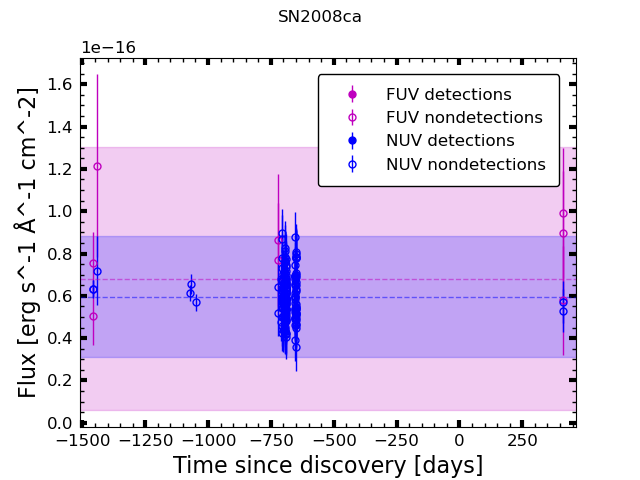 SN2008ca
1e−16
FUV detections
FUV nondetections
NUV detections
NUV nondetections
1.6
1.4
1.2
1.0
0.8
0.6
0.4
0.2
0.0
Flux [erg s^-1 Å^-1 cm^-2]
−1500 −1250 −1000 −750 −500 −250 0 250
Time since discovery [days]